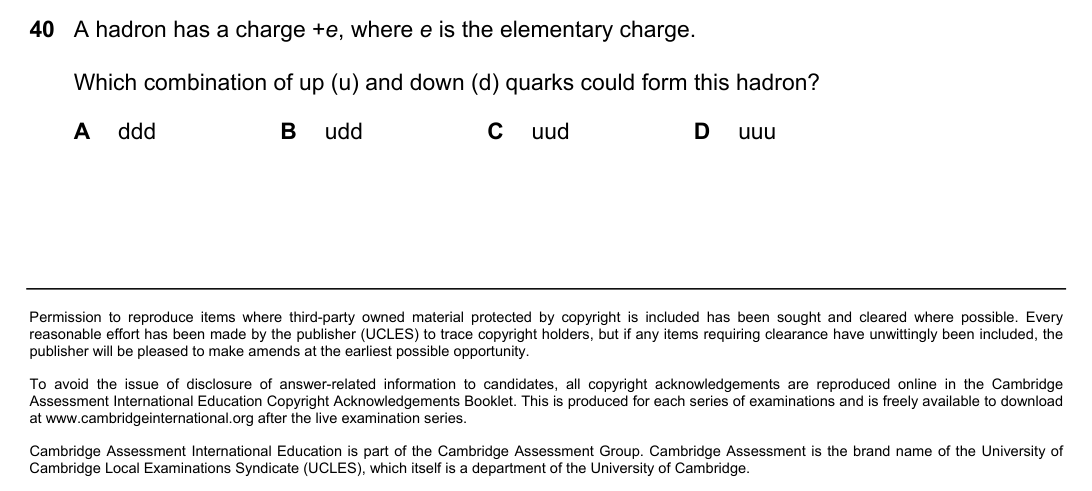 40 A hadron has a charge +e, where e is the elementary charge.
Which combination of up (u) and down (d) quarks could form this hadron?
A ddd B udd C uud D uuu
Permission to reproduce items where third-party owned material protected by copyright is included has been sought and cleared where possible. Every
reasonable effort has been made by the publisher (UCLES) to trace copyright holders, but if any items requiring clearance have unwittingly been included, the
publisher will be pleased to make amends at the earliest possible opportunity.
To avoid the issue of disclosure of answer-related information to candidates, all copyright acknowledgements are reproduced online in the Cambridge
Assessment International Education Copyright Acknowledgements Booklet. This is produced for each series of examinations and is freely available to download
at www.cambridgeinternational.org after the live examination series.
Cambridge Assessment International Education is part of the Cambridge Assessment Group. Cambridge Assessment is the brand name of the University of
Cambridge Local Examinations Syndicate (UCLES), which itself is a department of the University of Cambridge.